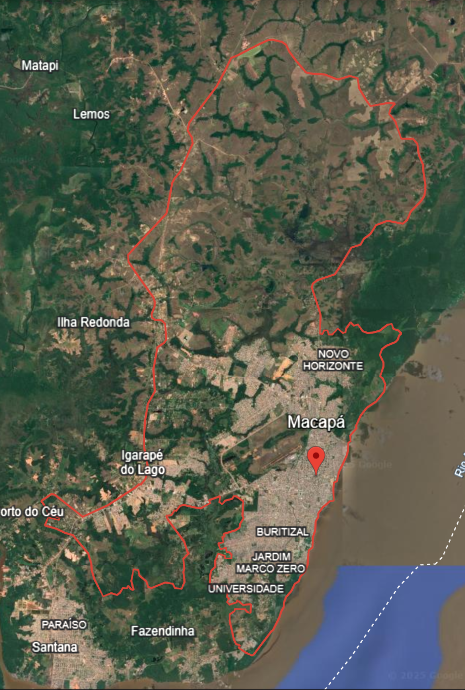 Matapi
Lemos
Ilha Redonda
NOVO
HORIZONTE
Macapá
Igarapé
do Lago
orto do Céu
BURITIZAL
JARDIM
MARCO ZERO
UNIVERSIDADE
PARAÍSO
Santana
Fazendinha
Rio